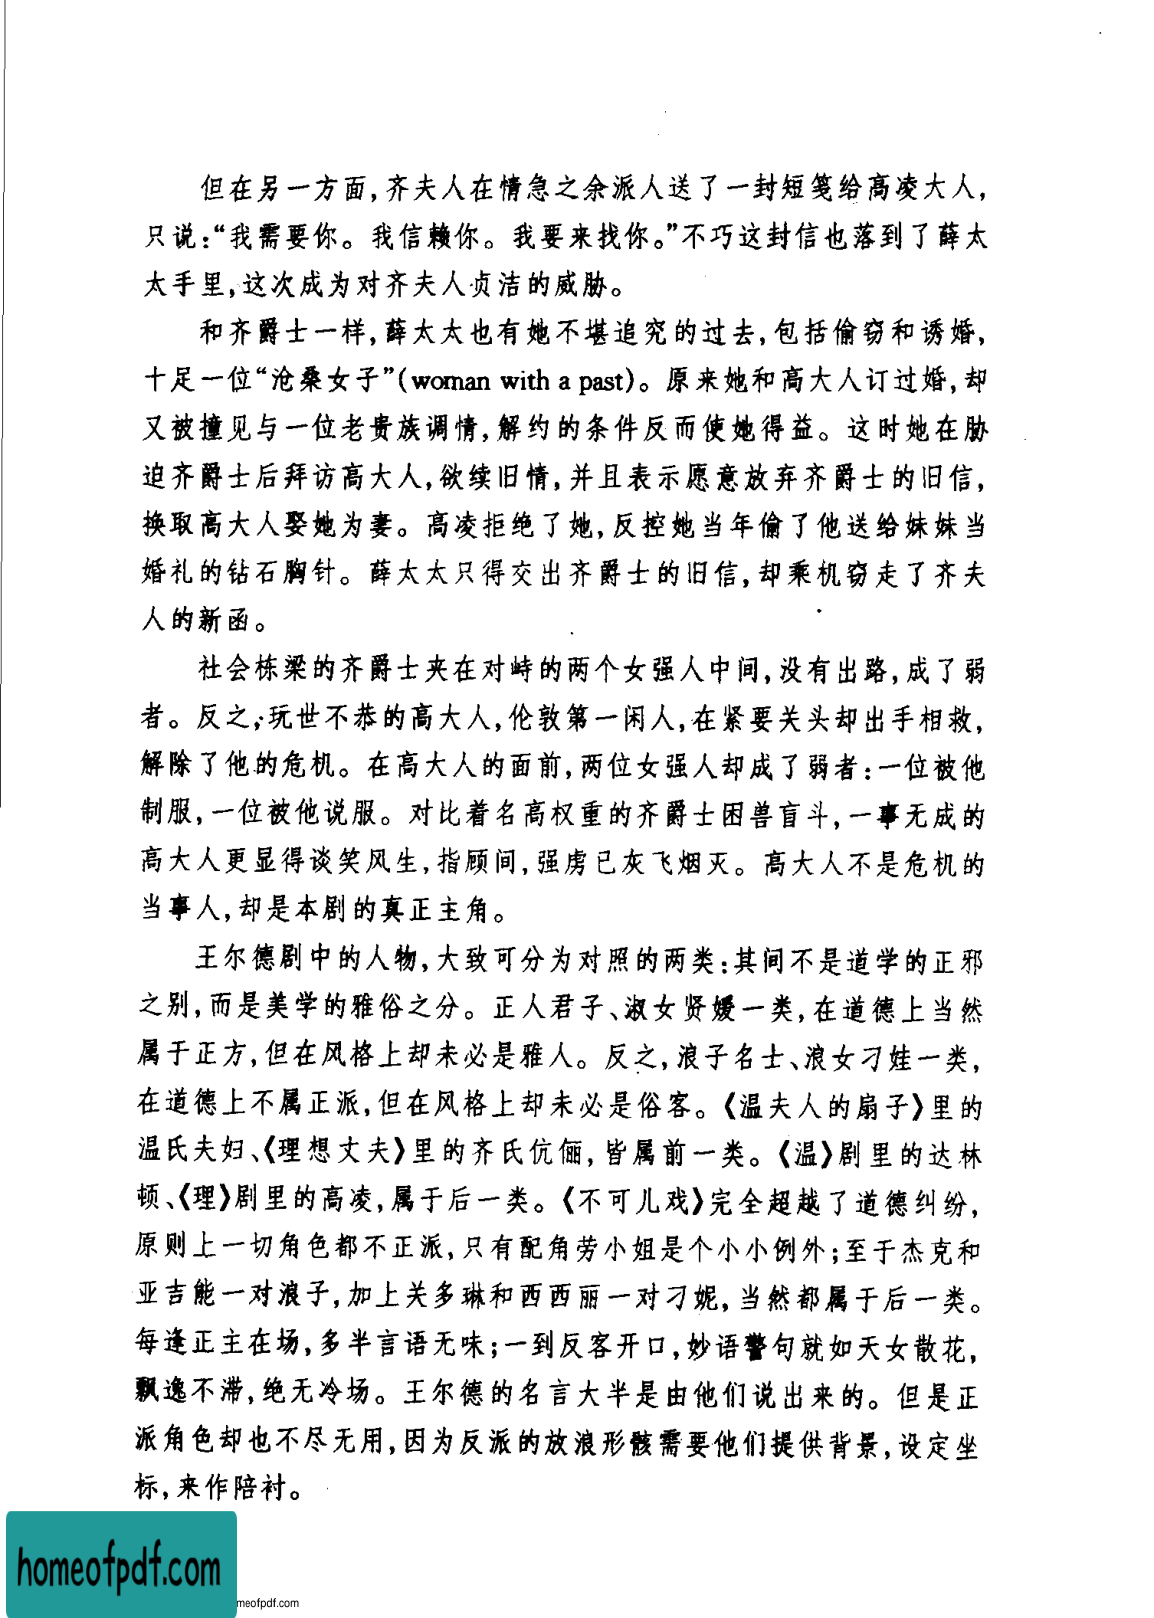 但在另一方面，齐夫人在情急之余派人送了一封短笺给高凌大人，
只说：“我需要你。我信赖你。我要来找你。”不巧这封信也落到了薛太
太手里，这次成为对齐夫人贞洁的威胁。
和齐爵士一样，薛太太也有她不堪追究的过去，包括偷窃和诱婚，
十足一位“沧桑女子”（woman with a past）。原来她和高大人订过婚，却
又被撞见与一位老贵族调情，解约的条件反而使她得益。这时她在胁
迫齐爵士后拜访高大人，欲续旧情，并且表示愿意放弃齐爵士的旧信，
换取高大人娶她为妻。高凌拒绝了她，反控她当年偷了他送给妹妹当
婚礼的钻石胸针。薛太太只得交出齐爵士的旧信，却乘机窃走了齐夫
人的新函。
社会栋梁的齐爵士夹在对峙的两个女强人中间，没有出路，成了弱
者。反之，玩世不恭的高大人，伦敦第一闲人，在紧要关头却出手相救，
解除了他的危机。在高大人的面前，两位女强人却成了弱者：一位被他
制服，一位被他说服。对比着名高权重的齐爵士困兽盲斗，一事无成的
高大人更显得谈笑风生，指顾间，强虏已灰飞烟灭。高大人不是危机的
当事人，却是本剧的真正主角。
王尔德剧中的人物，大致可分为对照的两类：其间不是道学的正邪
之别，而是美学的雅俗之分。正人君子、淑女贤媛一类，在道德上当然
属于正方，但在风格上却未必是雅人。反之，浪子名士、浪女刁娃一类，
在道德上不属正派，但在风格上却未必是俗客。《温夫人的扇子》里的
温氏夫妇、《理想丈夫》里的齐氏伉俪，皆属前一类。《温》剧里的达林
顿、《理》剧里的高凌，属于后一类。《不可儿戏》完全超越了道德纠纷，
原则上一切角色都不正派，只有配角劳小姐是个小小例外；至于杰克和
亚吉能一对浪子，加上关多琳和西西丽一对刁妮，当然都属于后一类。
每逢正主在场，多半言语无味；一到反客开口，妙语警句就如天女散花，
飘逸不滞，绝无冷场。王尔德的名言大半是由他们说出来的。但是正
派角色却也不尽无用，因为反派的放浪形骸需要他们提供背景，设定坐
标，来作陪衬。
homeofpdf.com
meofpdf.com